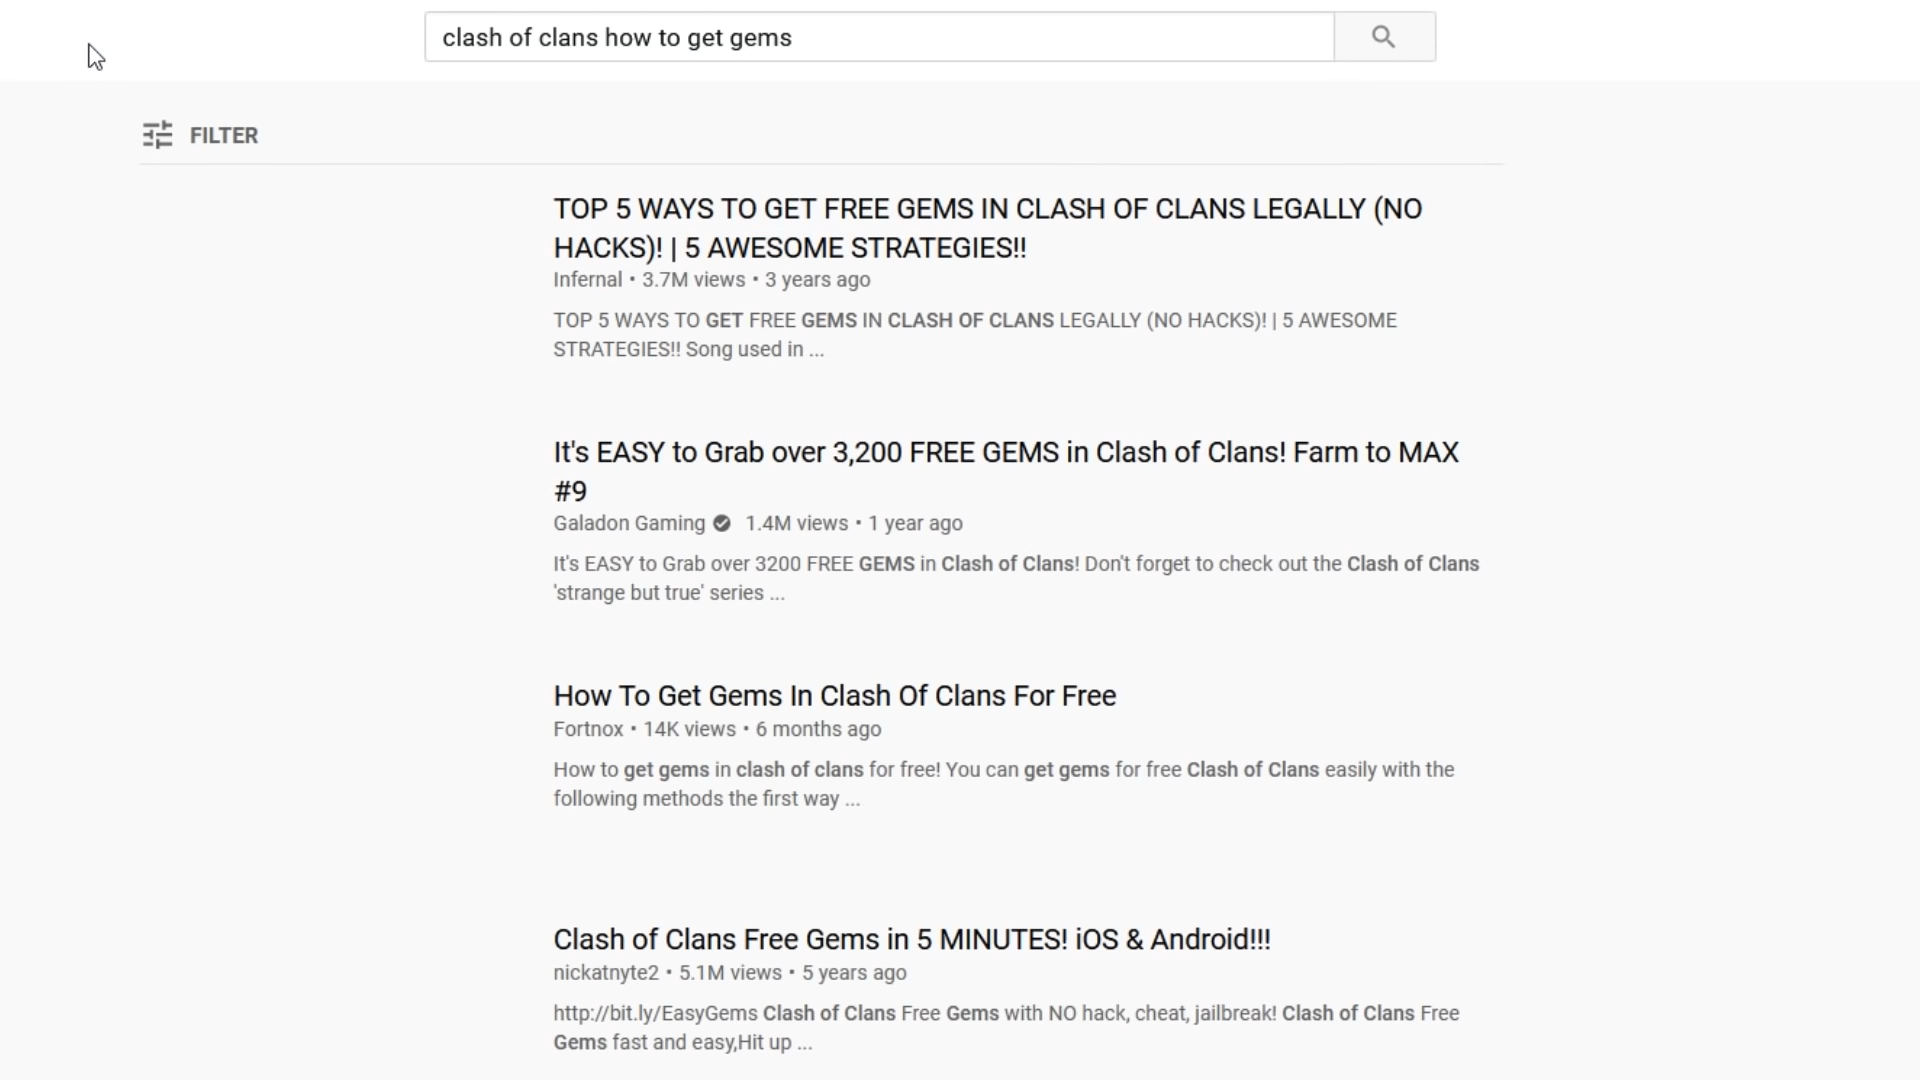 clash of clans how to get gems
FILTER
TOP 5 WAYS TO GET FREE GEMS IN CLASH OF CLANS LEGALLY (NO
HACKS)! | 5 AWESOME STRATEGIES!!
Infernal • 3.7M views • 3 years ago
TOP 5 WAYS TO GET FREE GEMS IN CLASH OF CLANS LEGALLY (NO HACKS)! | 5 AWESOME
STRATEGIES!! Song used in ...
It's EASY to Grab over 3,200 FREE GEMS in Clash of Clans! Farm to MAX
#9
Galadon Gaming 1.4M views • 1 year ago
It's EASY to Grab over 3200 FREE GEMS in Clash of Clans! Don't forget to check out the Clash of Clans
'strange but true' series ...
How To Get Gems In Clash Of Clans For Free
Fortnox • 14K views • 6 months ago
How to get gems in clash of clans for free! You can get gems for free Clash of Clans easily with the
following methods the first way ...
Clash of Clans Free Gems in 5 MINUTES! iOS & Android!!!
nickatnyte2 • 5.1M views • 5 years ago
http://bit.ly/EasyGems Clash of Clans Free Gems with NO hack, cheat, jailbreak! Clash of Clans Free
Gems fast and easy,Hit up ...